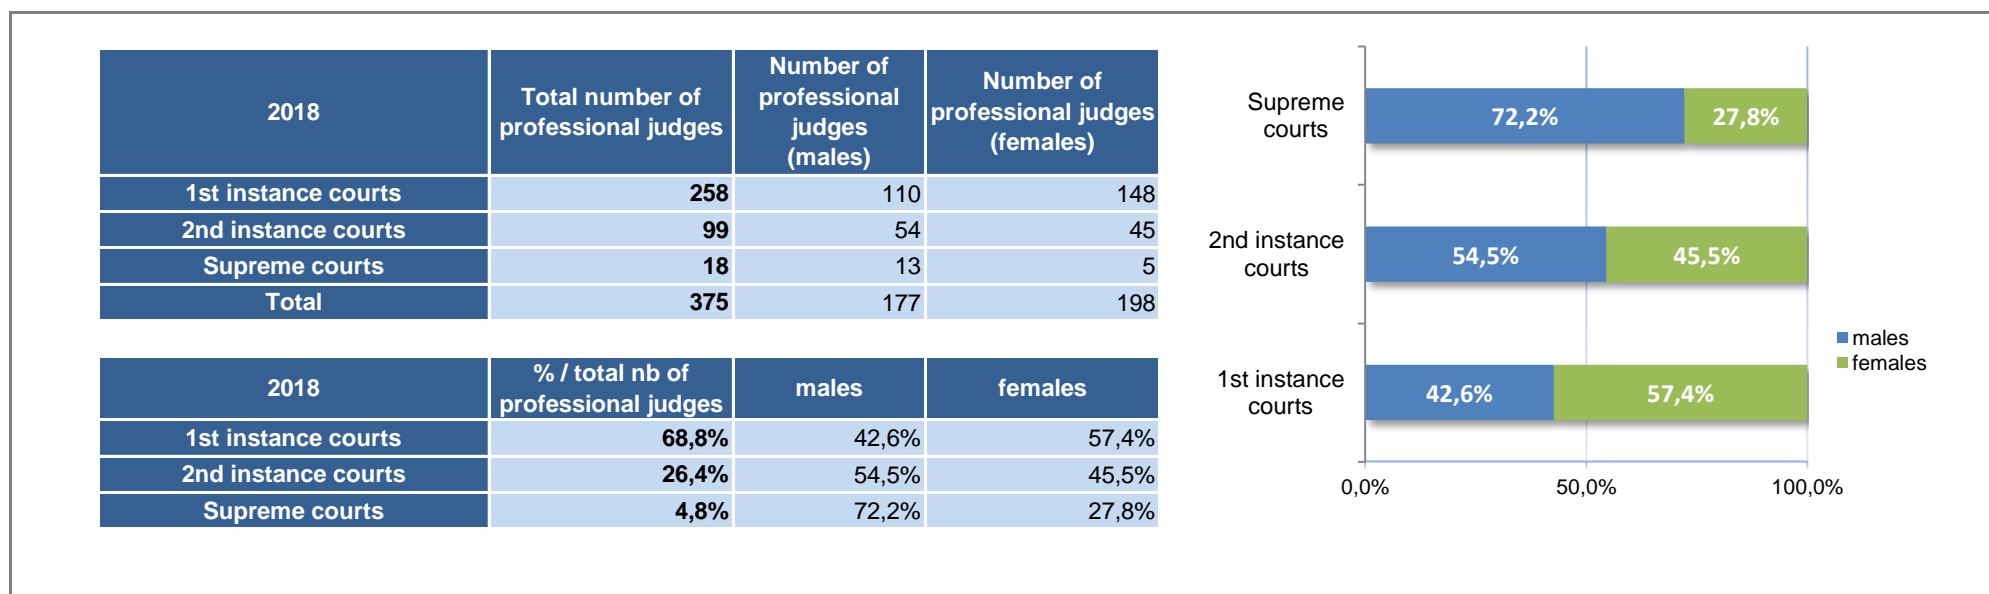 2018
Total number of
professional judges
Number of
professional
judges
(males)
Number of
professional judges
(females)
1st instance courts 258 110 148
2nd instance courts 99 54 45
Supreme courts 18 13 5
Total 375 177 198
2018
% / total nb of
professional judges
males
females
1st instance courts 68,8% 42,6% 57,4%
2nd instance courts 26,4% 54,5% 45,5%
Supreme courts 4,8% 72,2% 27,8%
Supreme
courts
72,2% 27,8%
2nd instance
courts
54,5% 45,5%
1st instance
courts
42,6% 57,4%
0,0% 50,0% 100,0%
males
females